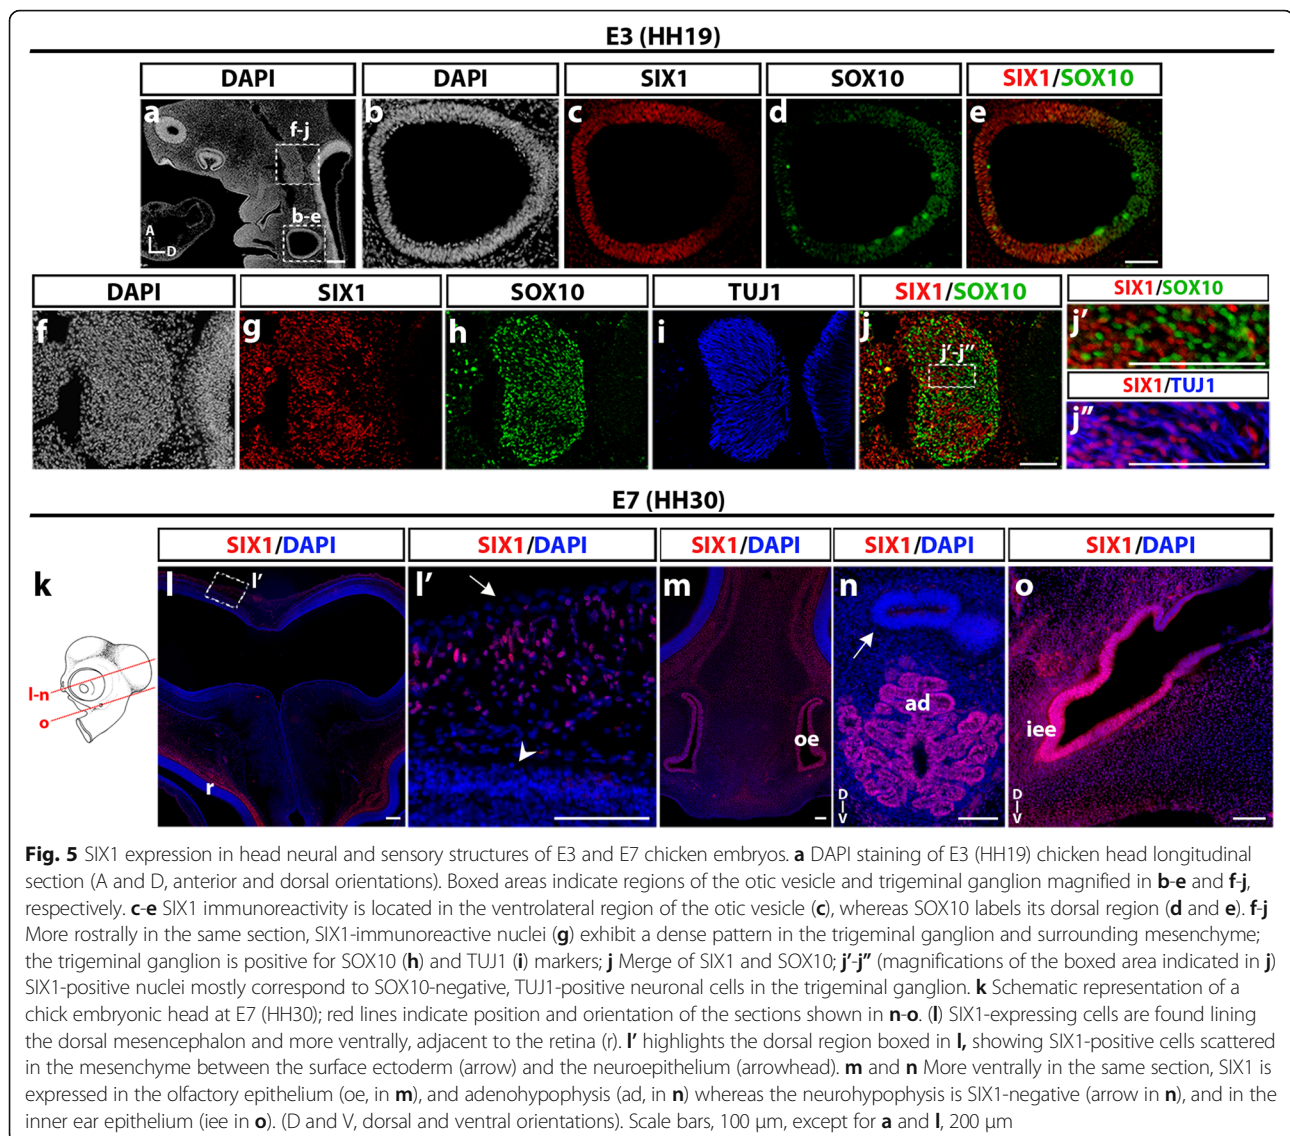 E3 (HH19)
DAPI DAPI SIX1 SOX10 SIX1/SOX10
a b c d e
f-j
b-e
A
D
DAPI SIX1 SOX10 TUJ1 SIX1/SOX10 SIX1/SOX10
f g h i j j’
j’-j”
SIX1/TUJ1
j”
E7 (HH30)
SIX1/DAPI SIX1/DAPI SIX1/DAPI SIX1/DAPI SIX1/DAPI
k l l’ l’ m n o
l-n
o
r
oe
ad
iee
D
V
D
V
Fig. 5 SIX1 expression in head neural and sensory structures of E3 and E7 chicken embryos. a DAPI staining of E3 (HH19) chicken head longitudinal
section (A and D, anterior and dorsal orientations). Boxed areas indicate regions of the otic vesicle and trigeminal ganglion magnified in b-e and f-j,
respectively. c-e SIX1 immunoreactivity is located in the ventrolateral region of the otic vesicle (c), whereas SOX10 labels its dorsal region (d and e). f-j
More rostrally in the same section, SIX1-immunoreactive nuclei (g) exhibit a dense pattern in the trigeminal ganglion and surrounding mesenchyme;
the trigeminal ganglion is positive for SOX10 (h) and TUJ1 (i) markers; j Merge of SIX1 and SOX10; j’-j” (magnifications of the boxed area indicated in j)
SIX1-positive nuclei mostly correspond to SOX10-negative, TUJ1-positive neuronal cells in the trigeminal ganglion. k Schematic representation of a
chick embryonic head at E7 (HH30); red lines indicate position and orientation of the sections shown in n-o. (l) SIX1-expressing cells are found lining
the dorsal mesencephalon and more ventrally, adjacent to the retina (r). l’ highlights the dorsal region boxed in l, showing SIX1-positive cells scattered
in the mesenchyme between the surface ectoderm (arrow) and the neuroepithelium (arrowhead). m and n More ventrally in the same section, SIX1 is
expressed in the olfactory epithelium (oe, in m), and adenohypophysis (ad, in n) whereas the neurohypophysis is SIX1-negative (arrow in n), and in the
inner ear epithelium (iee in o). (D and V, dorsal and ventral orientations). Scale bars, 100 μm, except for a and l, 200 μm